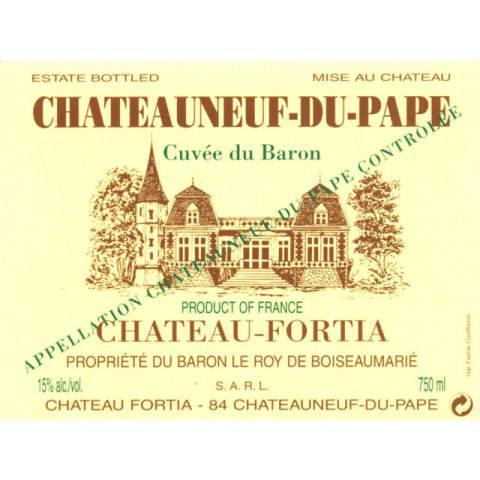 ESTATE BOTTLED
MISE AU CHATEAU
CHATEAUNEUF-DU-PAPE
Cuvée du Baron
APPELLATION CHATEAUNEUF DU PAPE CONTROLÉE
PRODUCT OF FRANCE
CHATEAU-FORTIA
PROPRIÉTÉ DU BARON LE ROY DE BOISEAUMARIÉ
15% alc./vol.
S.A.R.L.
750 ml
CHATEAU FORTIA - 84 CHATEAUNEUF-DU-PAPE